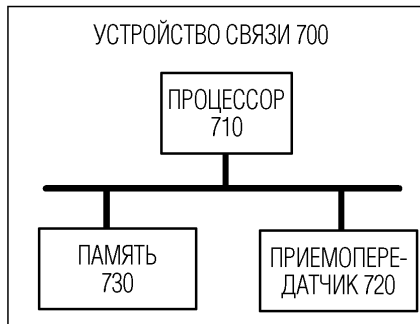 УСТРОЙСТВО СВЯЗИ 700
ПРОЦЕССОР
710
ПАМЯТЬ
730
ПРИЕМОПЕРЕ-
ДАТЧИК 720